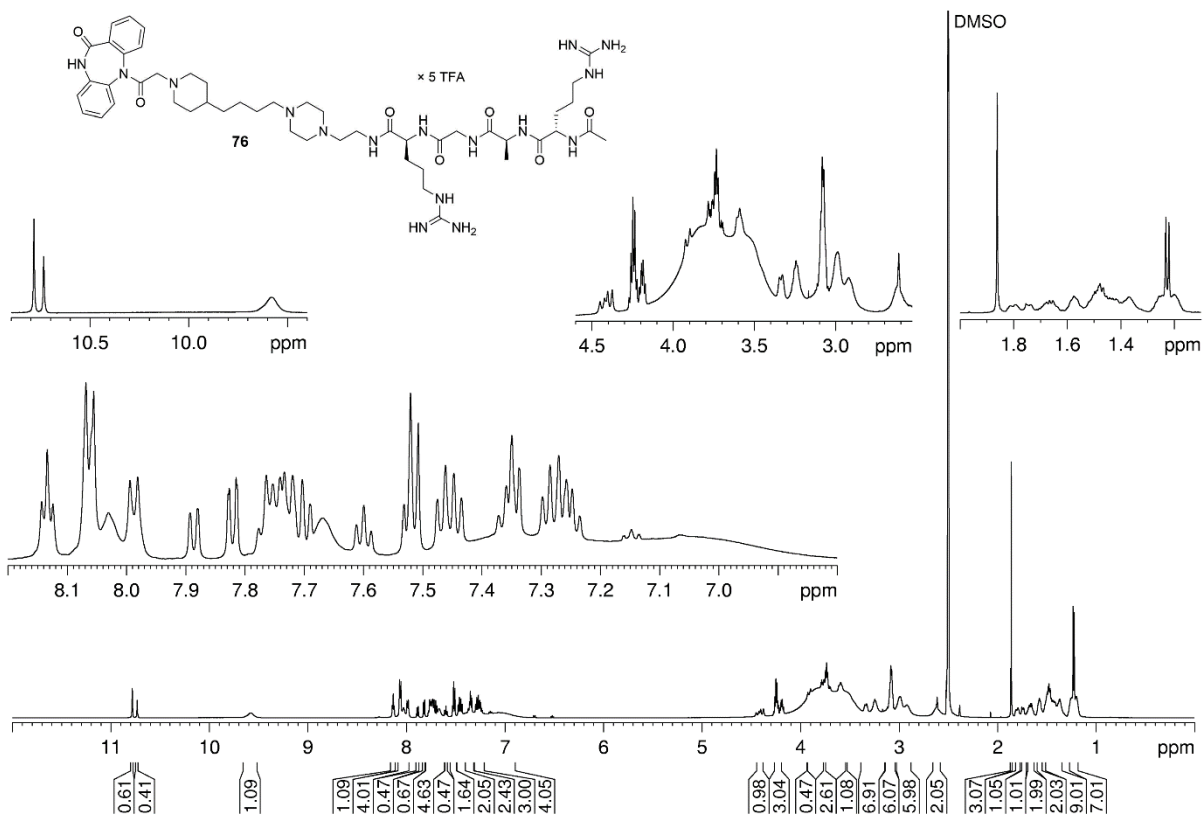 DMSO
O
HN
N
O
N
N
N
N
H
O
H
N
O
N
H
O
H
N
O
N
H
O
HN
NH₂
NH
NH
HN
NH₂
× 5 TFA
76
10.5 10.0 ppm
4.5 4.0 3.5 3.0 ppm
1.8 1.6 1.4 ppm
8.1 8.0 7.9 7.8 7.7 7.6 7.5 7.4 7.3 7.2 7.1 7.0 ppm
11 10 9 8 7 6 5 4 3 2 1 ppm
0.61 0.41 1.09 1.09 4.01 0.47 0.67 4.63 0.47 1.64 2.05 2.43 3.00 4.05 0.98 3.04 0.47 2.61 1.08 6.91 6.07 5.98 2.05 3.07 1.05 1.01 1.99 2.03 9.01 7.01